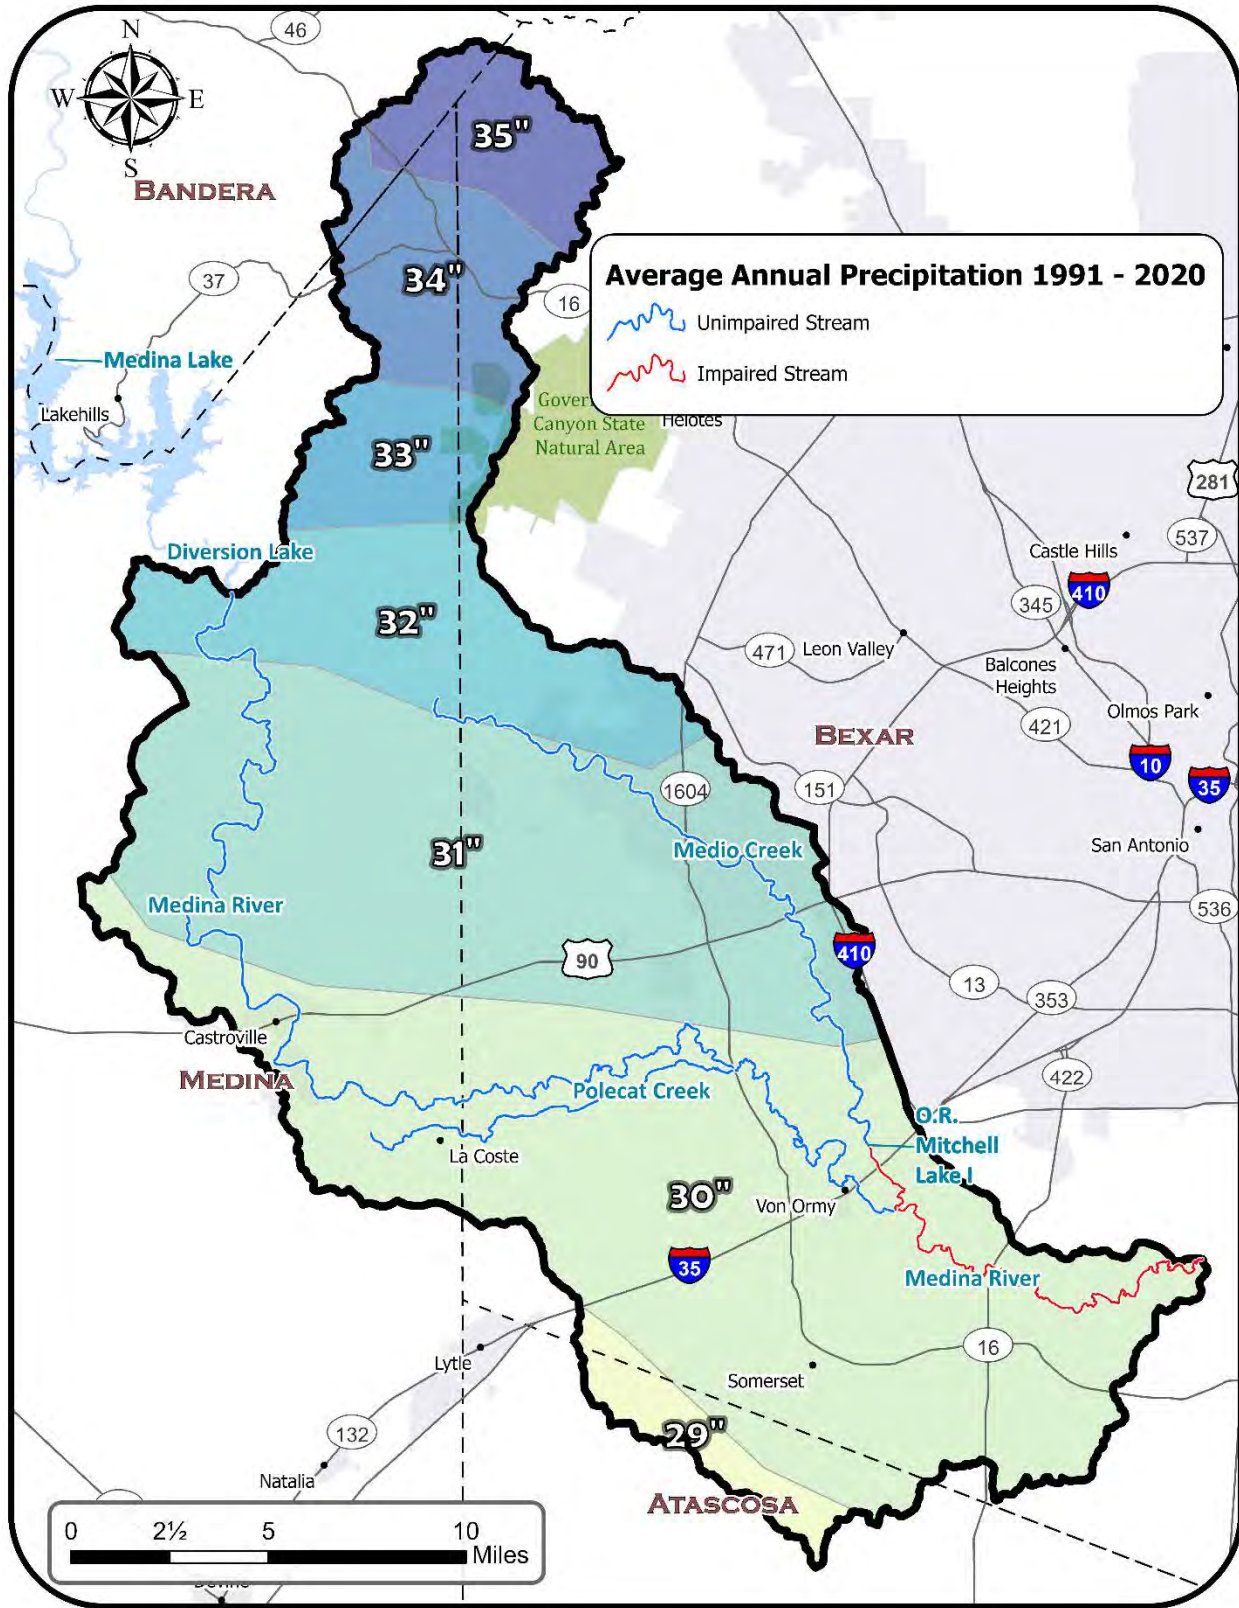 46
N
W E
S
BANDERA
35"
34"
37
16
Average Annual Precipitation 1991 - 2020
Unimpaired Stream
Impaired Stream
Medina Lake
Lakehills
Canyon State
Natural Area
Helotes
33"
281
537
Castle Hills
410
Diversion Lake
345
32"
471
Leon Valley
Balcones
Heights
Olmos Park
421
BEXAR
10
35
1604
151
San Antonio
Medio Creek
31"
Medina River
536
410
90
13
353
Castroville
MEDINA
422
Polecat Creek
O.R.
Mitchell
Lake I
La Coste
30"
Von Ormy
35
Medina River
16
Lytle
Somerset
29"
132
Natalia
ATASCOSA
0 2½ 5 10
Miles